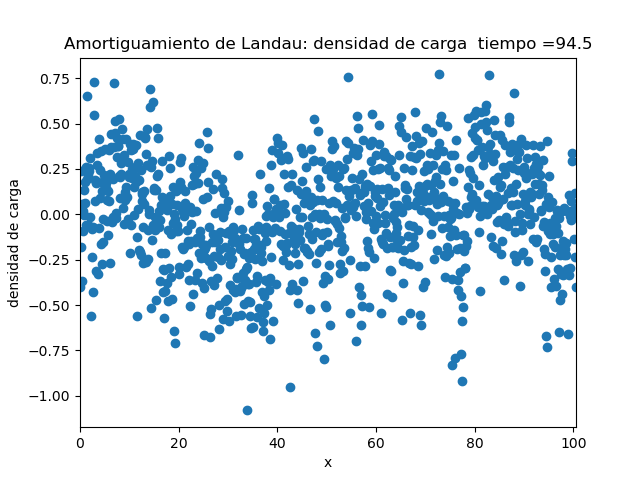 Amortiguamiento de Landau: densidad de carga  tiempo =94.5
0.75
0.50
0.25
0.00
−0.25
−0.50
−0.75
−1.00
densidad de carga
0 20 40 60 80 100
x